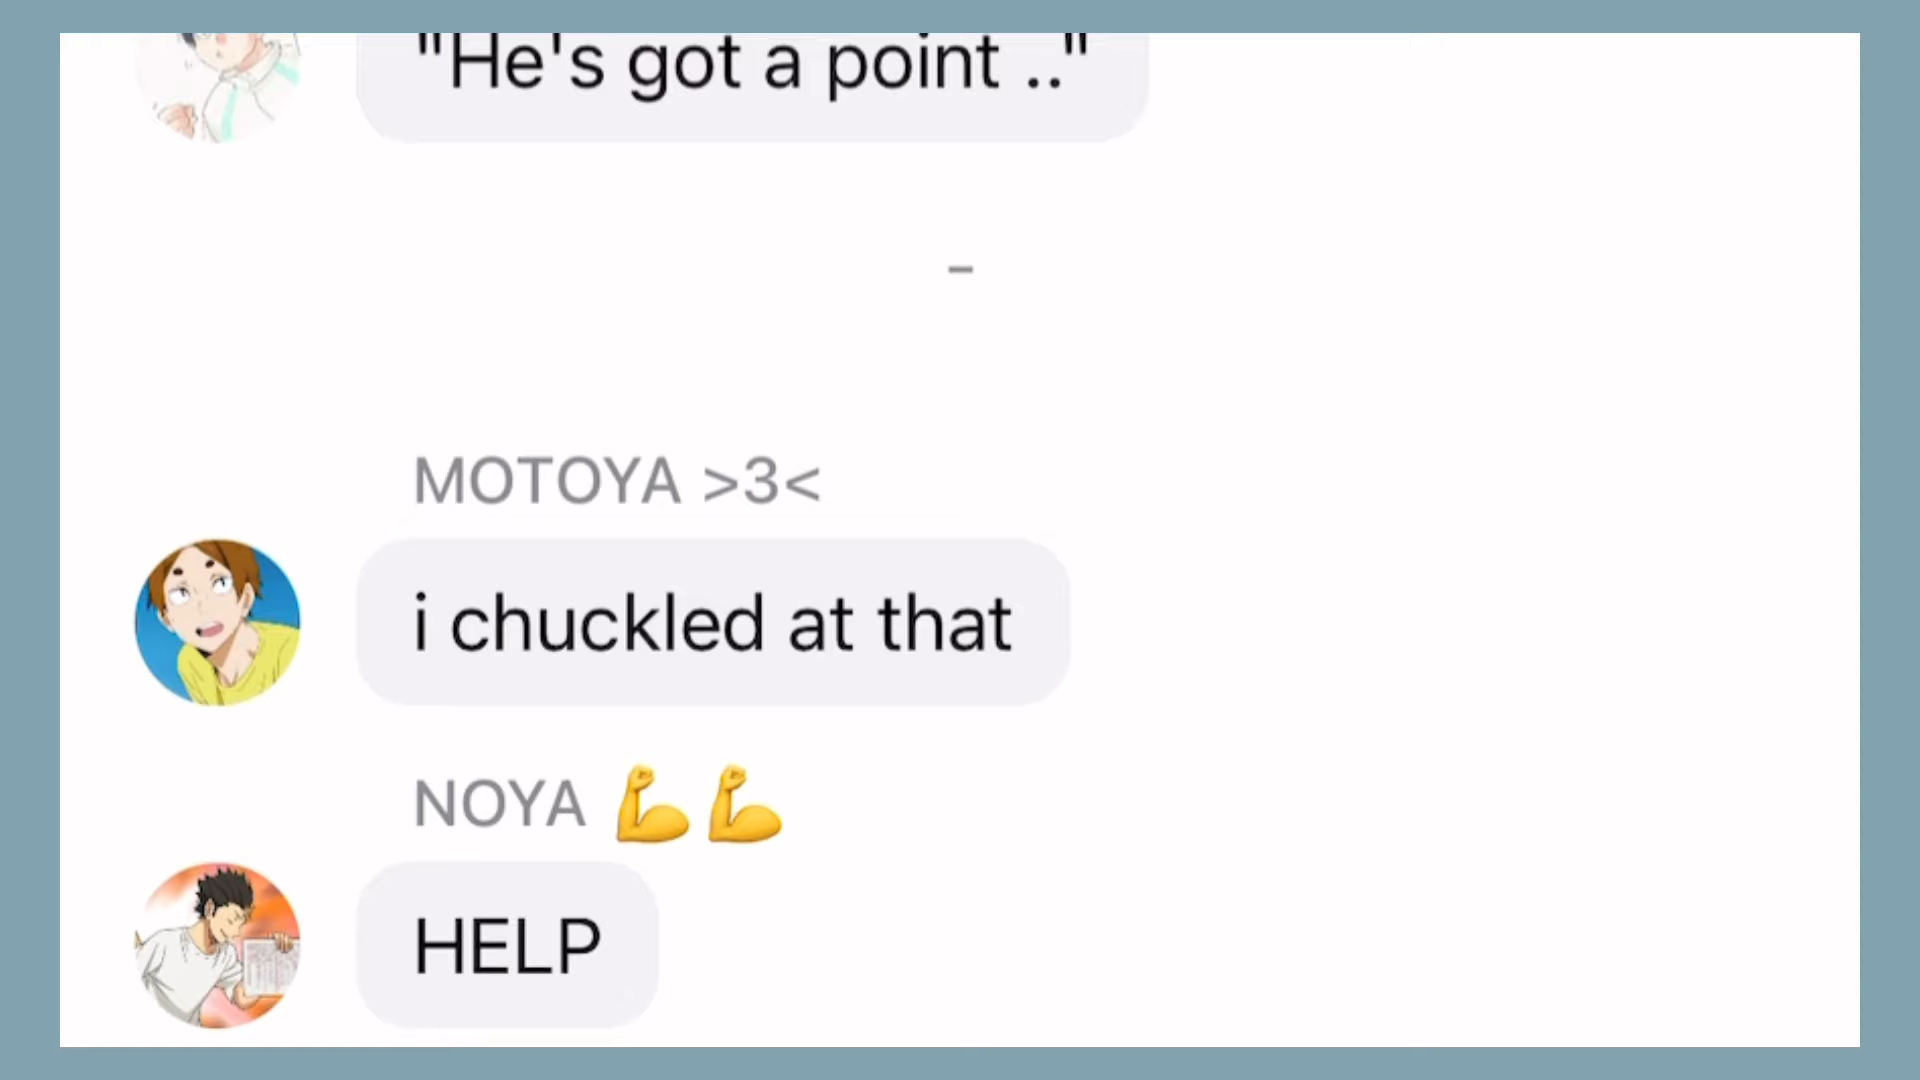 "He's got a point .."
-
MOTOYA >3<
i chuckled at that
NOYA 💪💪
HELP